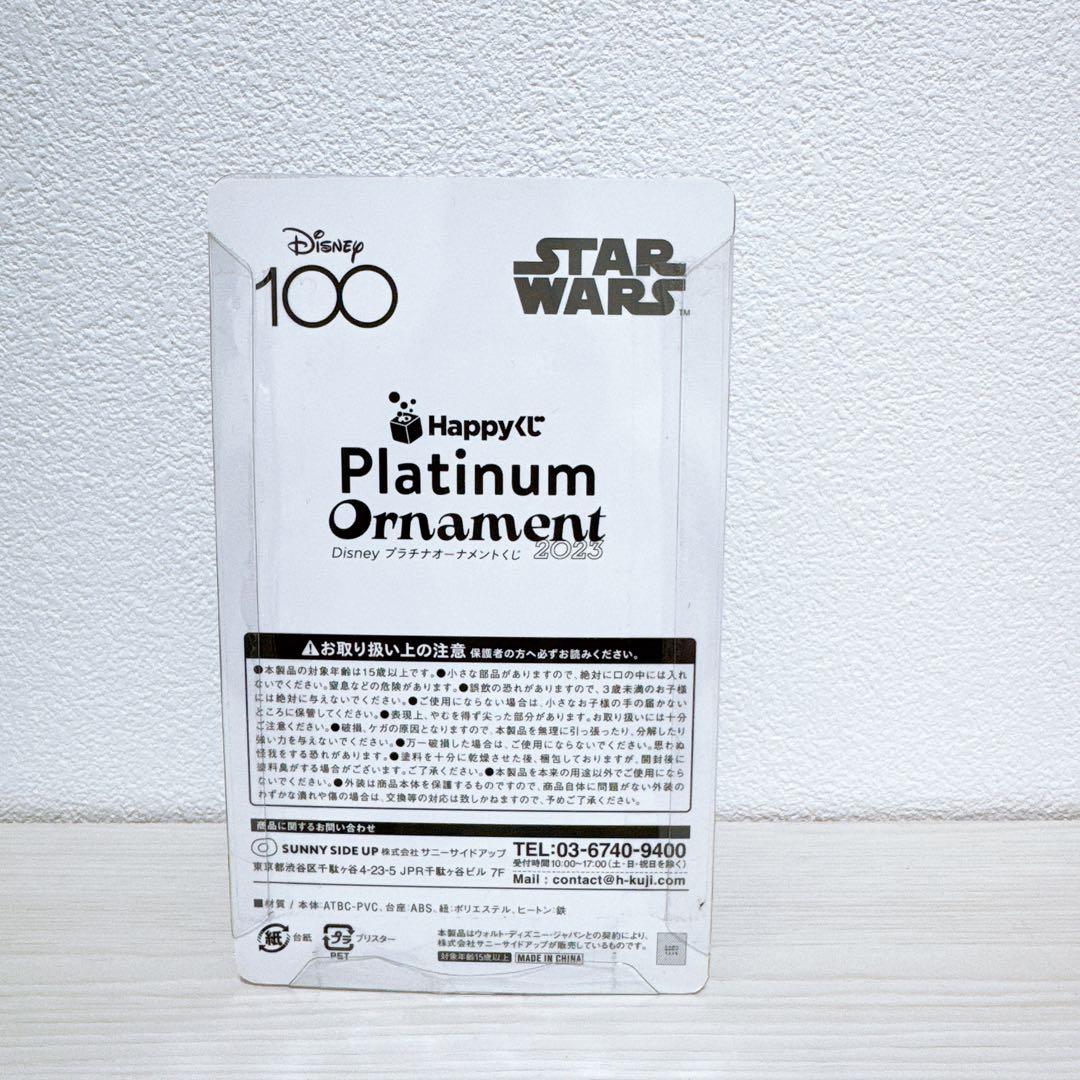 Disney
100
STAR
WARS™
Happyくじ
Platinum
Ornament
2023
Disney プラチナオーナメントくじ
⚠お取り扱い上の注意 保護者の方へ必ずお読みください。
●本製品の対象年齢は15歳以上です。●小さな部品がありますので、絶対に口の中には入れ
ないでください。窒息などの危険があります。●誤飲の恐れがありますので、3歳未満のお子様
には絶対に与えないでください。●ご使用にならない場合は、小さなお子様の手の届かない
ところに保管してください。●表現上、やむを得ず尖った部分があります。お取り扱いには十分
ご注意ください。●破損、ケガの原因となりますので、本製品を無理に引っ張ったり、分解したり
強い力を与えないでください。●万一破損した場合は、ご使用にならないでください。思わぬ
怪我をする恐れがあります。●塗料を十分に乾燥させた後、梱包しておりますが、開封後に
塗料臭がする場合がございます。ご了承ください。●本製品を本来の用途以外でご使用になら
ないでください。●外装は商品本体を保護するものですので、商品自体に問題がない外装の
わずかな潰れや傷の場合は、交換等の対応は致しかねますので、予めご了承ください。
商品に関するお問い合わせ
SUNNY SIDE UP 株式会社 サニーサイドアップ
東京都渋谷区千駄ヶ谷4-23-5 JPR千駄ヶ谷ビル 7F
TEL:03-6740-9400
受付時間10:00~17:00(土・日・祝日を除く)
Mail : contact@h-kuji.com
■材質 / 本体:ATBC-PVC、台座:ABS、紐:ポリエステル、ヒートン:鉄
紙 台紙
プラ ブリスター
PET
本製品はウォルト・ディズニー・ジャパンとの契約により、
株式会社サニーサイドアップが販売しているものです。
対象年齢15歳以上 MADE IN CHINA